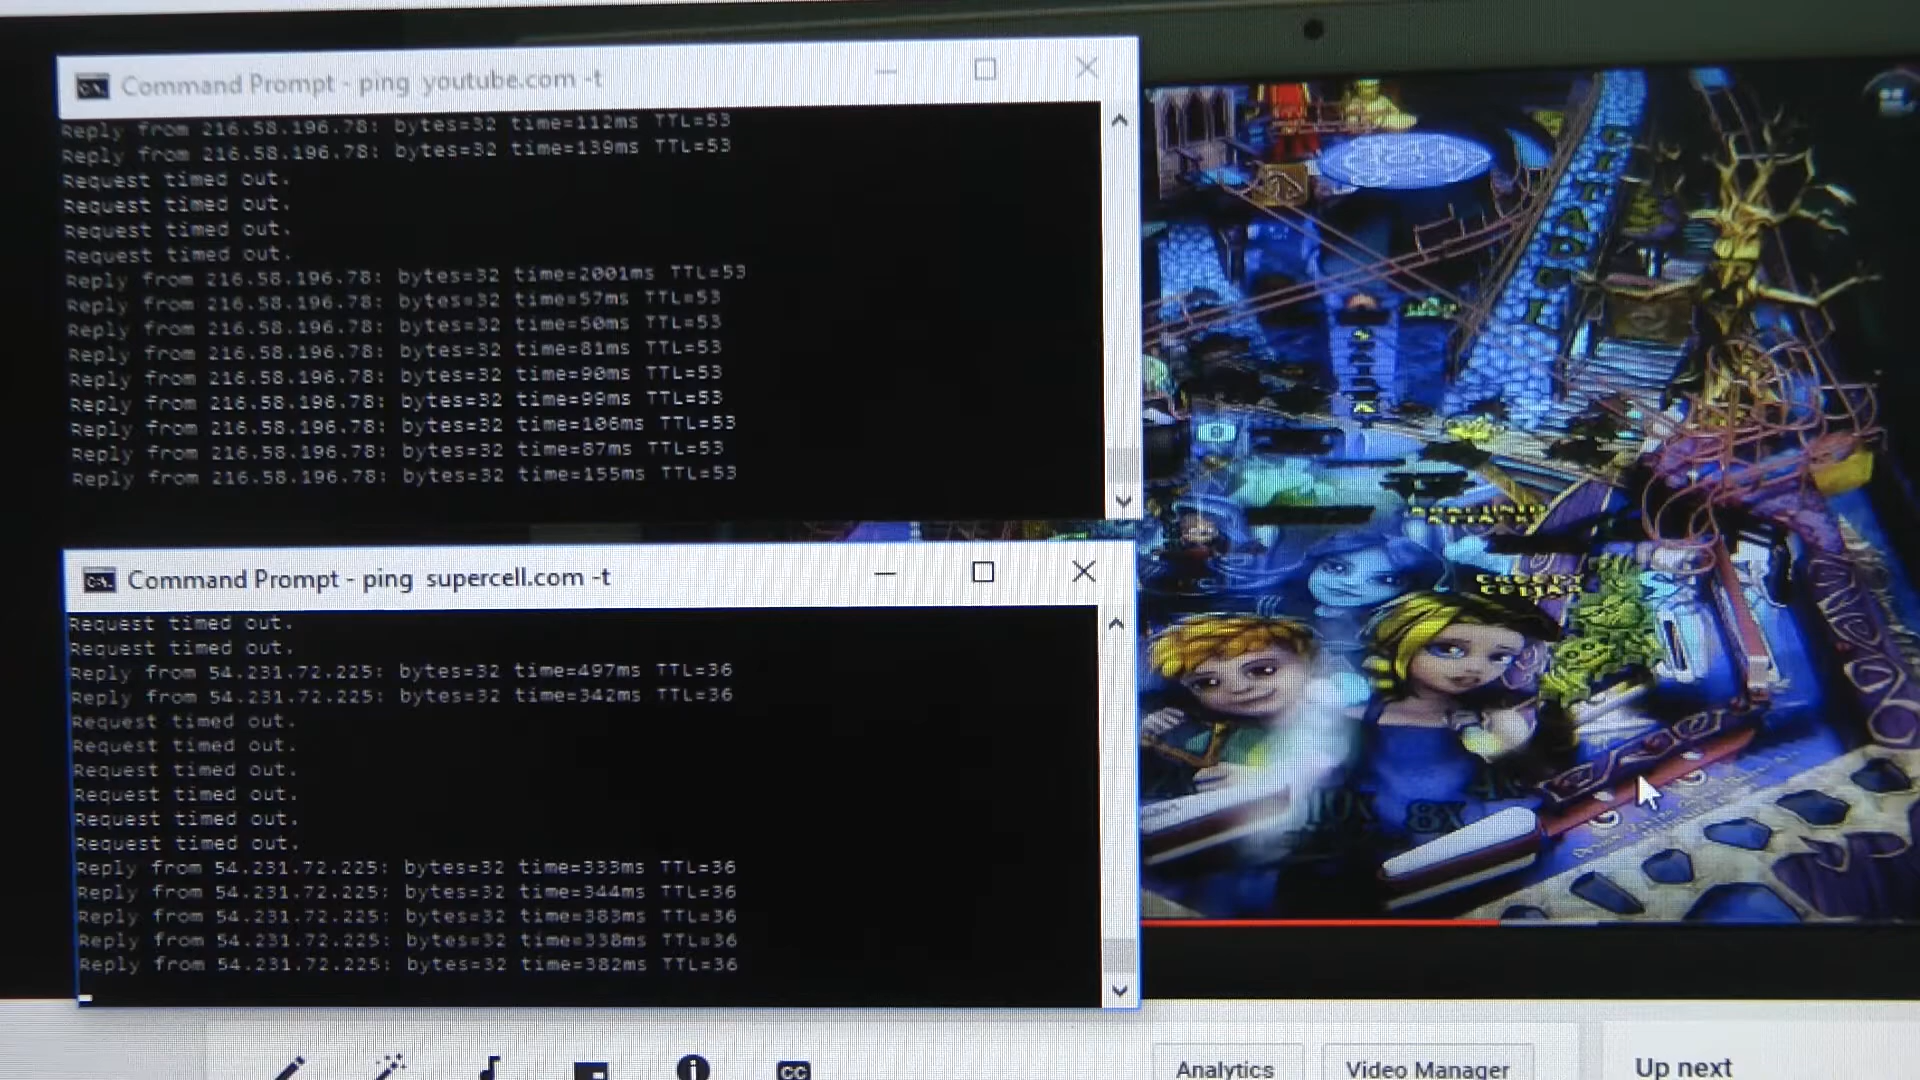 Command Prompt - ping youtube.com -t
Reply from 216.58.196.78: bytes=32 time=112ms TTL=53
Reply from 216.58.196.78: bytes=32 time=139ms TTL=53
Request timed out.
Request timed out.
Request timed out.
Request timed out.
Reply from 216.58.196.78: bytes=32 time=2001ms TTL=53
Reply from 216.58.196.78: bytes=32 time=57ms TTL=53
Reply from 216.58.196.78: bytes=32 time=50ms TTL=53
Reply from 216.58.196.78: bytes=32 time=81ms TTL=53
Reply from 216.58.196.78: bytes=32 time=90ms TTL=53
Reply from 216.58.196.78: bytes=32 time=99ms TTL=53
Reply from 216.58.196.78: bytes=32 time=106ms TTL=53
Reply from 216.58.196.78: bytes=32 time=87ms TTL=53
Reply from 216.58.196.78: bytes=32 time=155ms TTL=53
Command Prompt - ping supercell.com -t
Request timed out.
Request timed out.
Reply from 54.231.72.225: bytes=32 time=497ms TTL=36
Reply from 54.231.72.225: bytes=32 time=342ms TTL=36
Request timed out.
Request timed out.
Request timed out.
Request timed out.
Request timed out.
Request timed out.
Reply from 54.231.72.225: bytes=32 time=333ms TTL=36
Reply from 54.231.72.225: bytes=32 time=344ms TTL=36
Reply from 54.231.72.225: bytes=32 time=383ms TTL=36
Reply from 54.231.72.225: bytes=32 time=338ms TTL=36
Reply from 54.231.72.225: bytes=32 time=382ms TTL=36
CITADEL
CREEPY
CELLAR
10x
8x
4x
CC
Analytics
Video Manager
Up next